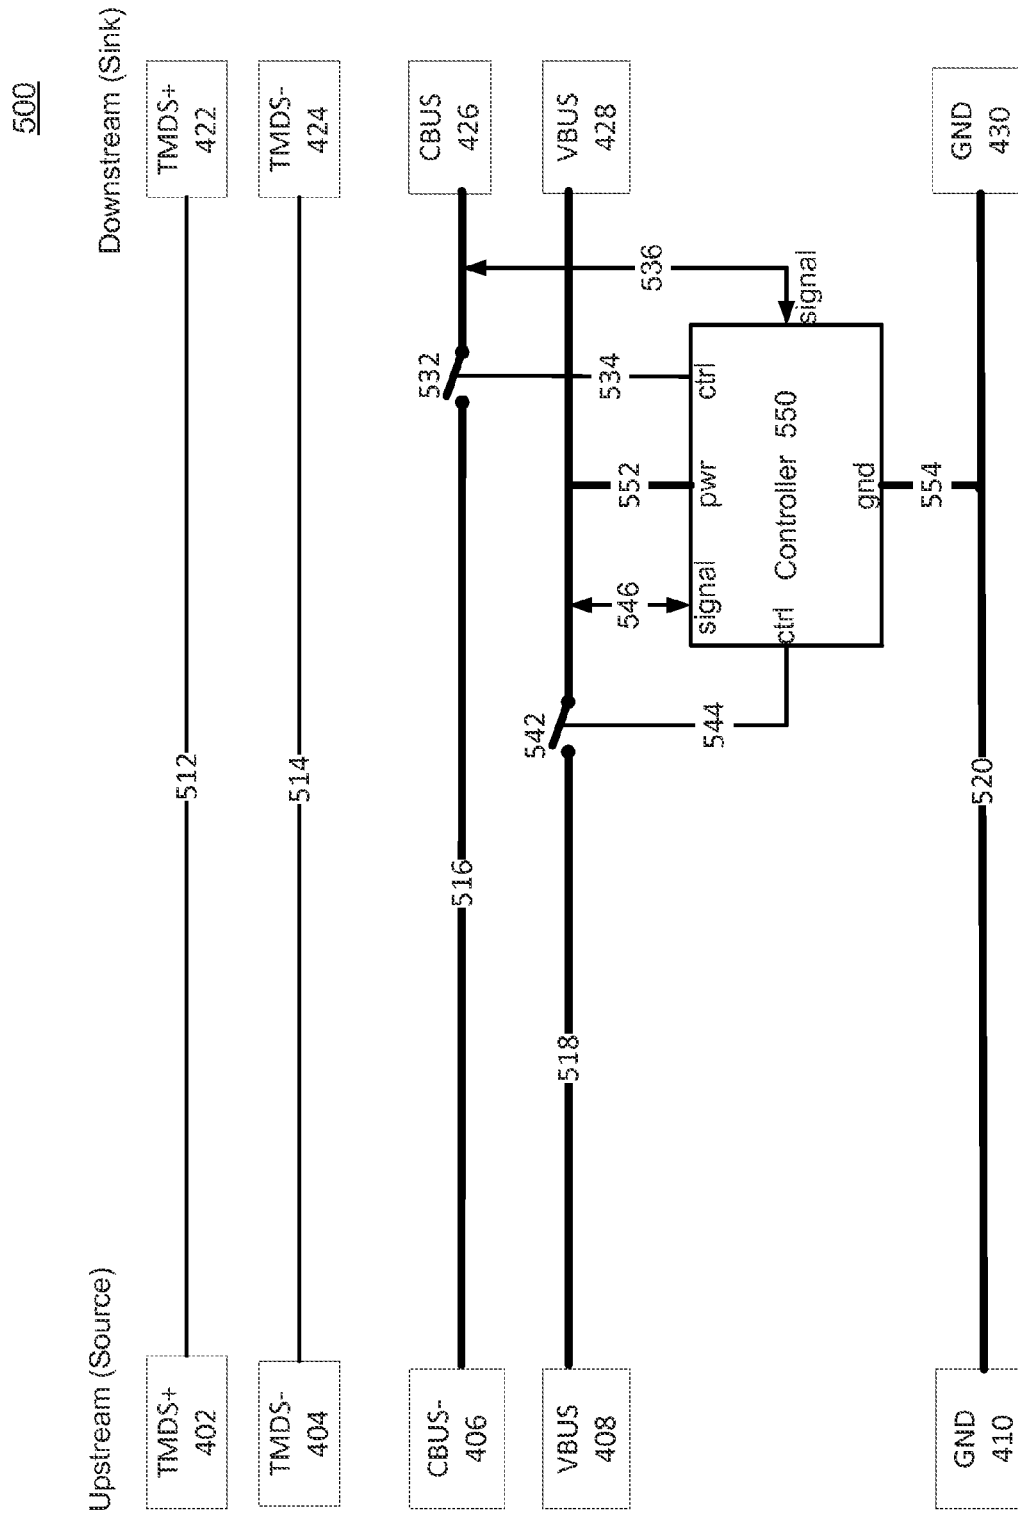 500
Upstream (Source)
Downstream (Sink)
TMDS+
402
512
TMDS+
422
TMDS-
404
514
TMDS-
424
CBUS-
406
516
532
CBUS
426
VBUS
408
518
542
VBUS
428
544
546
552
534
536
signal
pwr
ctrl
ctrl
Controller 550
signal
gnd
554
GND
410
520
GND
430